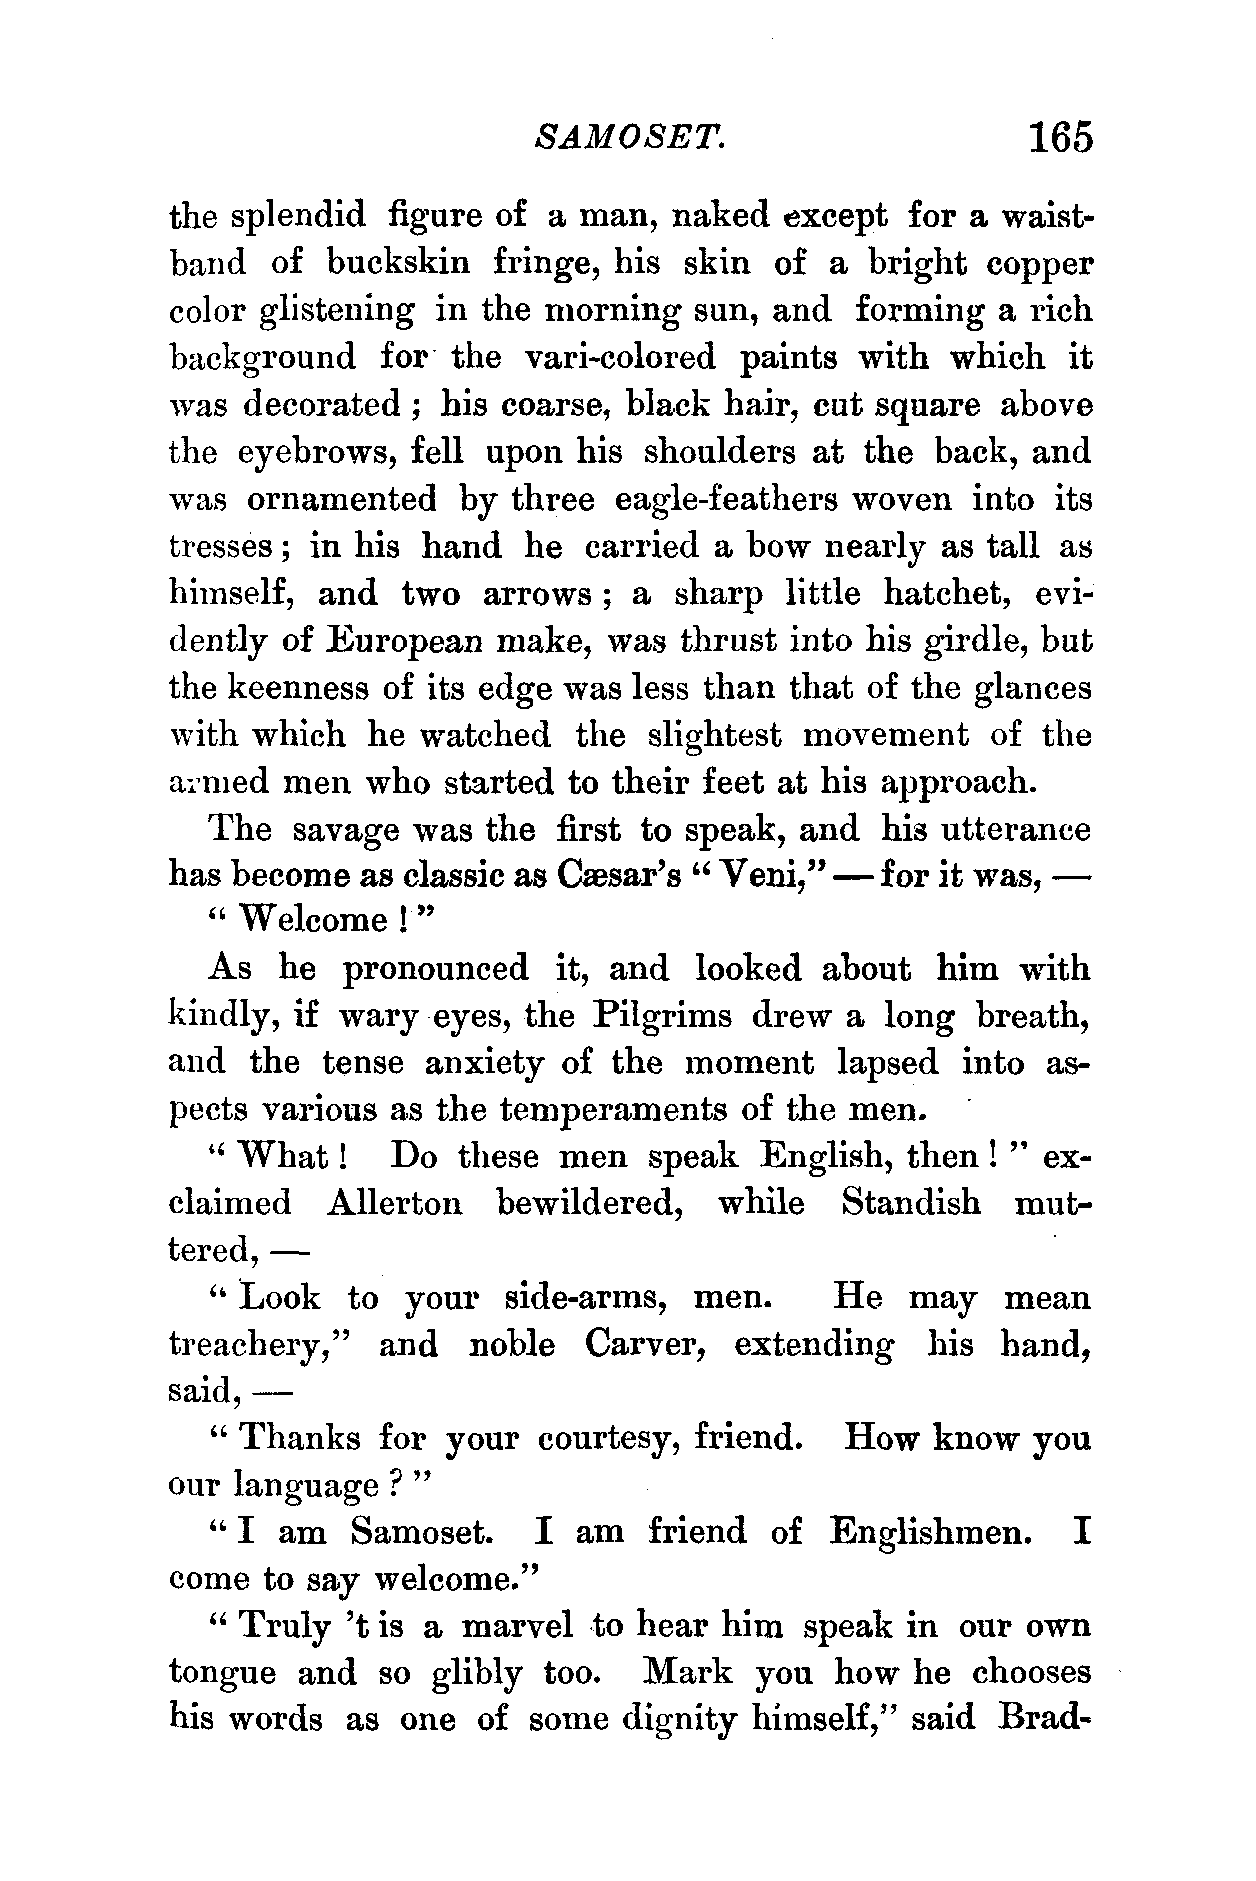 SAMOSET. 165
the splendid figure of a man, naked except for a waist-
band of buckskin fringe, his skin of a bright copper
color glistening in the morning sun, and forming a rich
background for the vari-colored paints with which it
was decorated ; his coarse, black hair, cut square above
the eyebrows, fell upon his shoulders at the back, and
was ornamented by three eagle-feathers woven into its
tresses ; in his hand he carried a bow nearly as tall as
himself, and two arrows ; a sharp little hatchet, evi-
dently of European make, was thrust into his girdle, but
the keenness of its edge was less than that of the glances
with which he watched the slightest movement of the
armed men who started to their feet at his approach.
The savage was the first to speak, and his utterance
has become as classic as Cæsar's “ Veni,” — for it was, —
“ Welcome ! ”
As he pronounced it, and looked about him with
kindly, if wary eyes, the Pilgrims drew a long breath,
and the tense anxiety of the moment lapsed into as-
pects various as the temperaments of the men.
“ What ! Do these men speak English, then ! ” ex-
claimed Allerton bewildered, while Standish mut-
tered, —
“ Look to your side-arms, men. He may mean
treachery,” and noble Carver, extending his hand,
said, —
“ Thanks for your courtesy, friend. How know you
our language ? ”
“ I am Samoset. I am friend of Englishmen. I
come to say welcome.”
“ Truly 't is a marvel to hear him speak in our own
tongue and so glibly too. Mark you how he chooses
his words as one of some dignity himself,” said Brad-